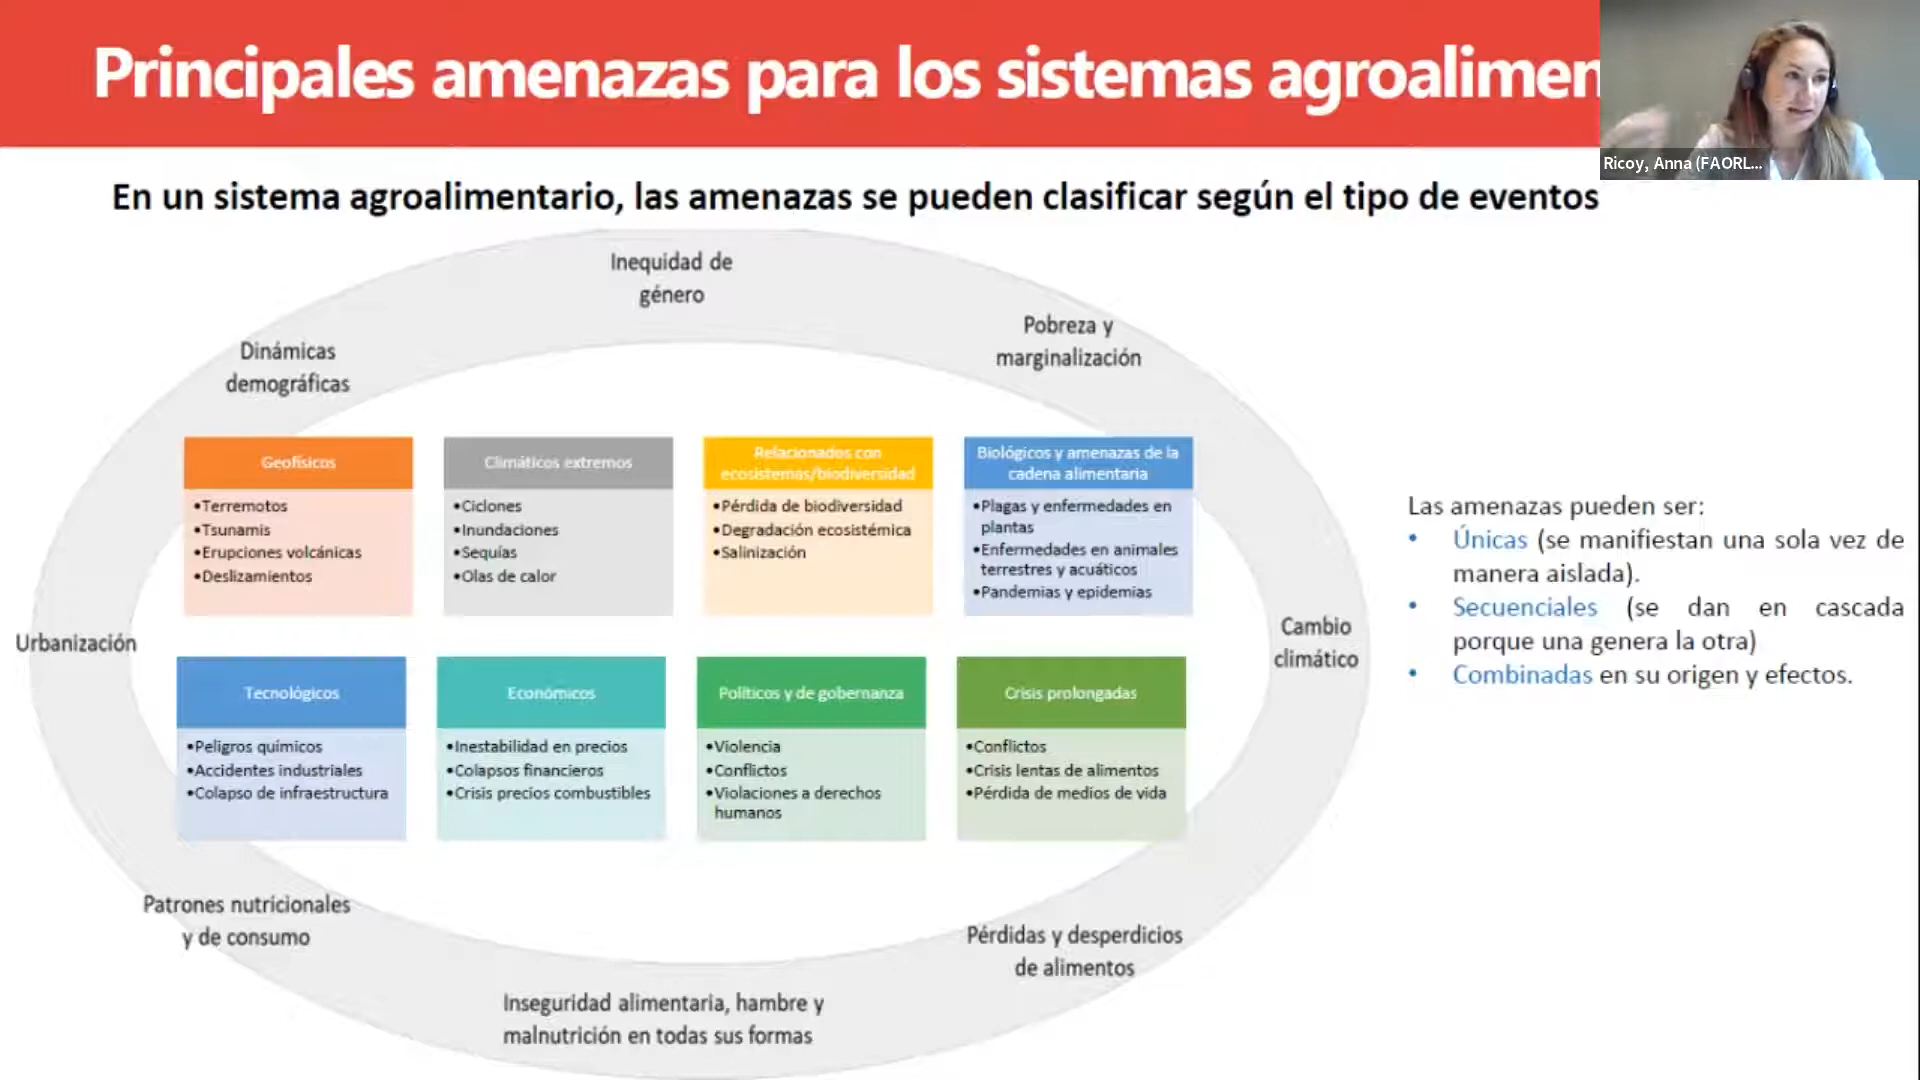 Principales amenazas para los sistemas agroalimen
Ricoy, Anna (FAORL...
En un sistema agroalimentario, las amenazas se pueden clasificar según el tipo de eventos
Inequidad de
género
Pobreza y
marginalización
Dinámicas
demográficas
Geofísicos
•Terremotos
•Tsunamis
•Erupciones volcánicas
•Deslizamientos
Climáticos extremos
•Ciclones
•Inundaciones
•Sequías
•Olas de calor
Relacionados con
ecosistemas/biodiversidad
•Pérdida de biodiversidad
•Degradación ecosistémica
•Salinización
Biológicos y amenazas de la
cadena alimentaria
•Plagas y enfermedades en
plantas
•Enfermedades en animales
terrestres y acuáticos
•Pandemias y epidemias
Urbanización
Cambio
climático
Tecnológicos
•Peligros químicos
•Accidentes industriales
•Colapso de infraestructura
Económicos
•Inestabilidad en precios
•Colapsos financieros
•Crisis precios combustibles
Políticos y de gobernanza
•Violencia
•Conflictos
•Violaciones a derechos
humanos
Crisis prolongadas
•Conflictos
•Crisis lentas de alimentos
•Pérdida de medios de vida
Patrones nutricionales
y de consumo
Pérdidas y desperdicios
de alimentos
Inseguridad alimentaria, hambre y
malnutrición en todas sus formas
Las amenazas pueden ser:
• Únicas (se manifiestan una sola vez de
manera aislada).
• Secuenciales (se dan en cascada
porque una genera la otra)
• Combinadas en su origen y efectos.